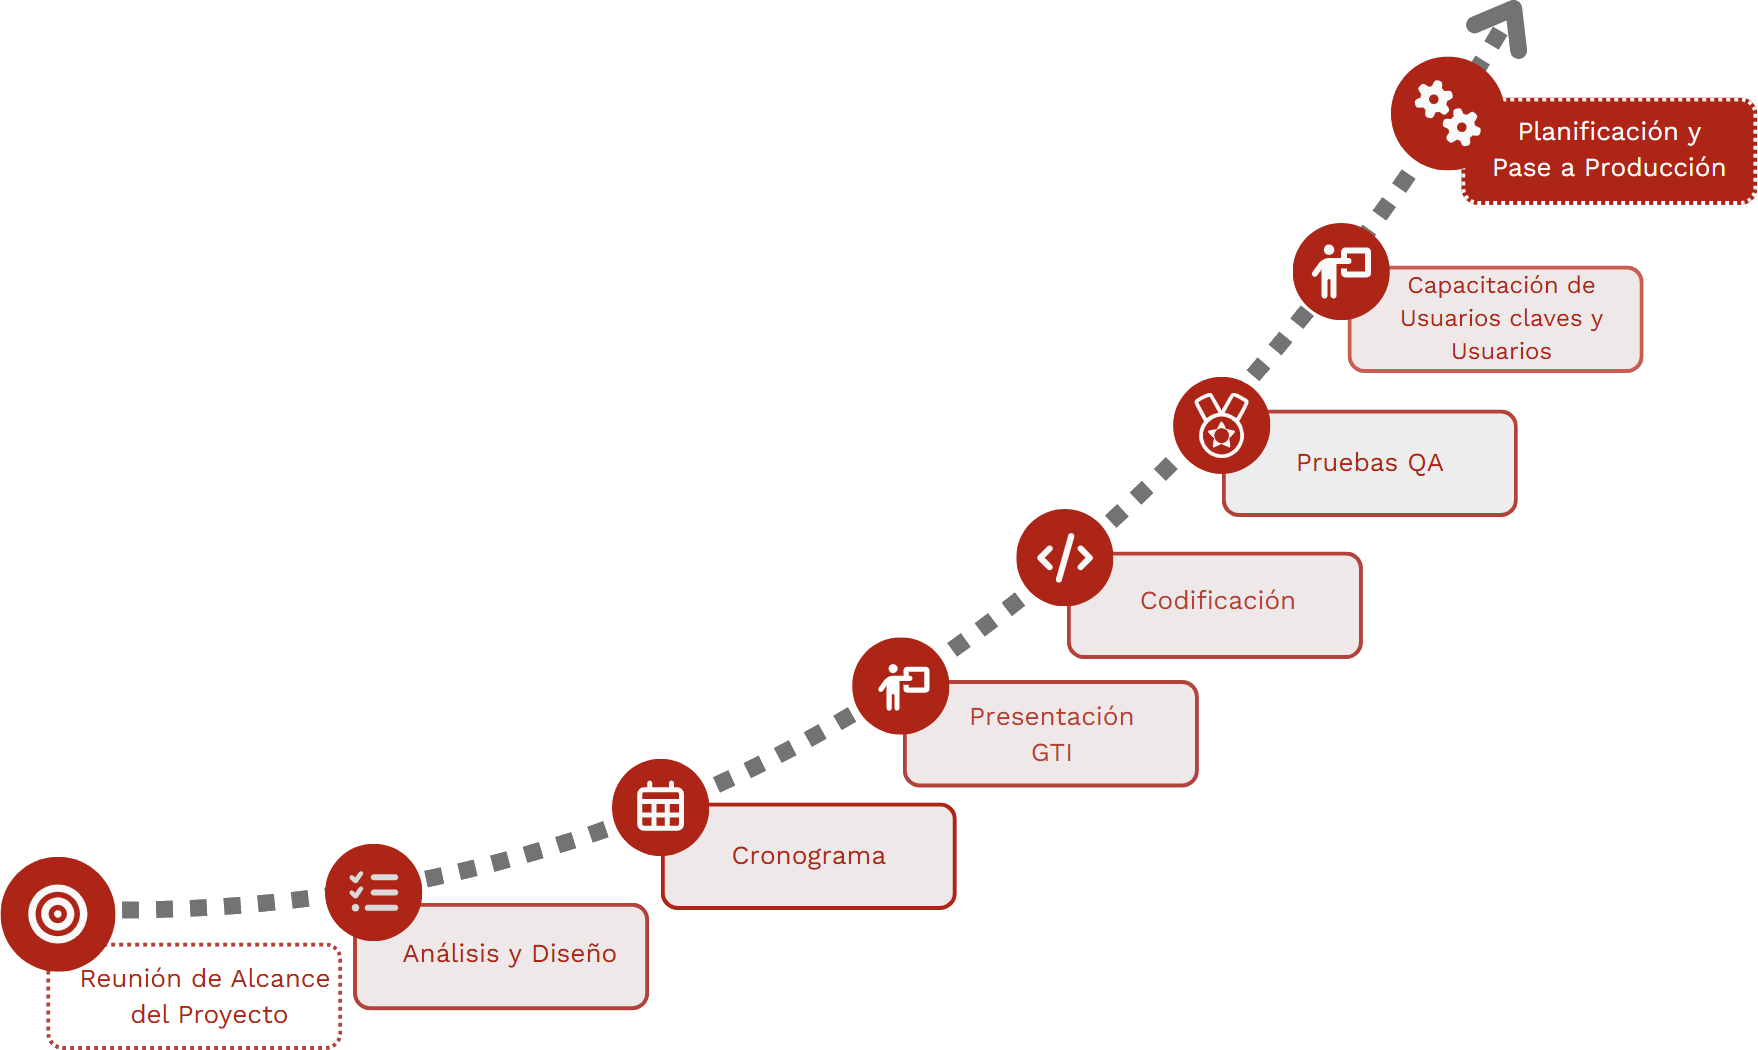 Planificación y
Pase a Producción
Capacitación de
Usuarios claves y
Usuarios
Pruebas QA
Codificación
Presentación
GTI
Cronograma
Análisis y Diseño
Reunión de Alcance
del Proyecto